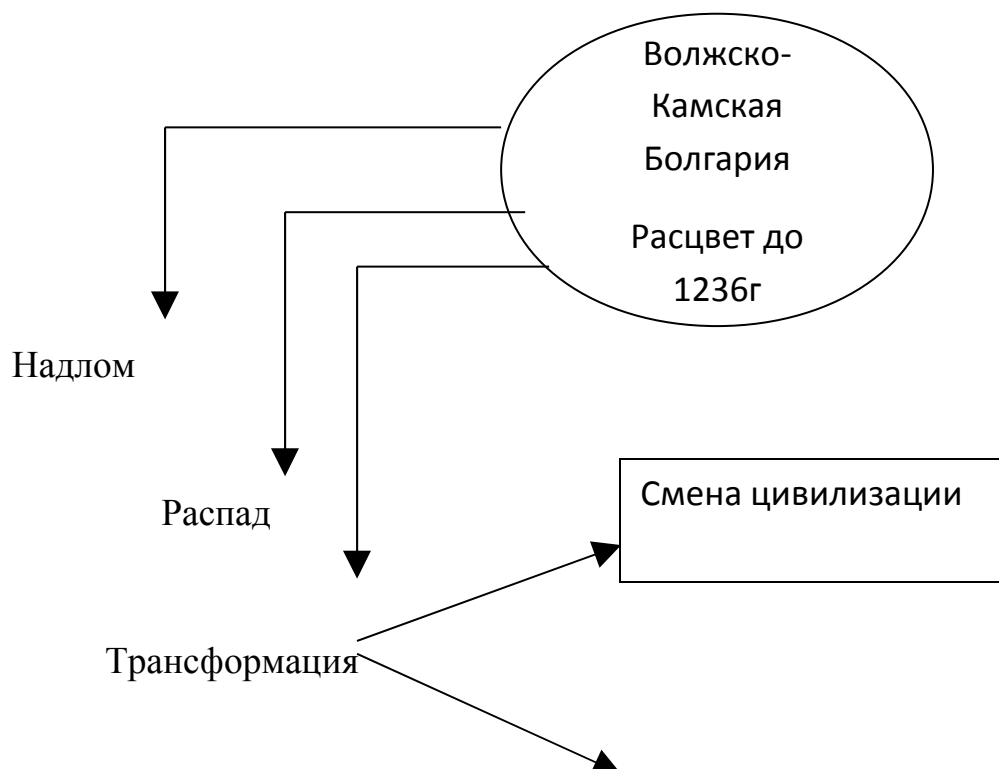 Волжско-
Камская
Болгария
Расцвет до
1236г
Надлом
Распад
Смена цивилизации
Трансформация